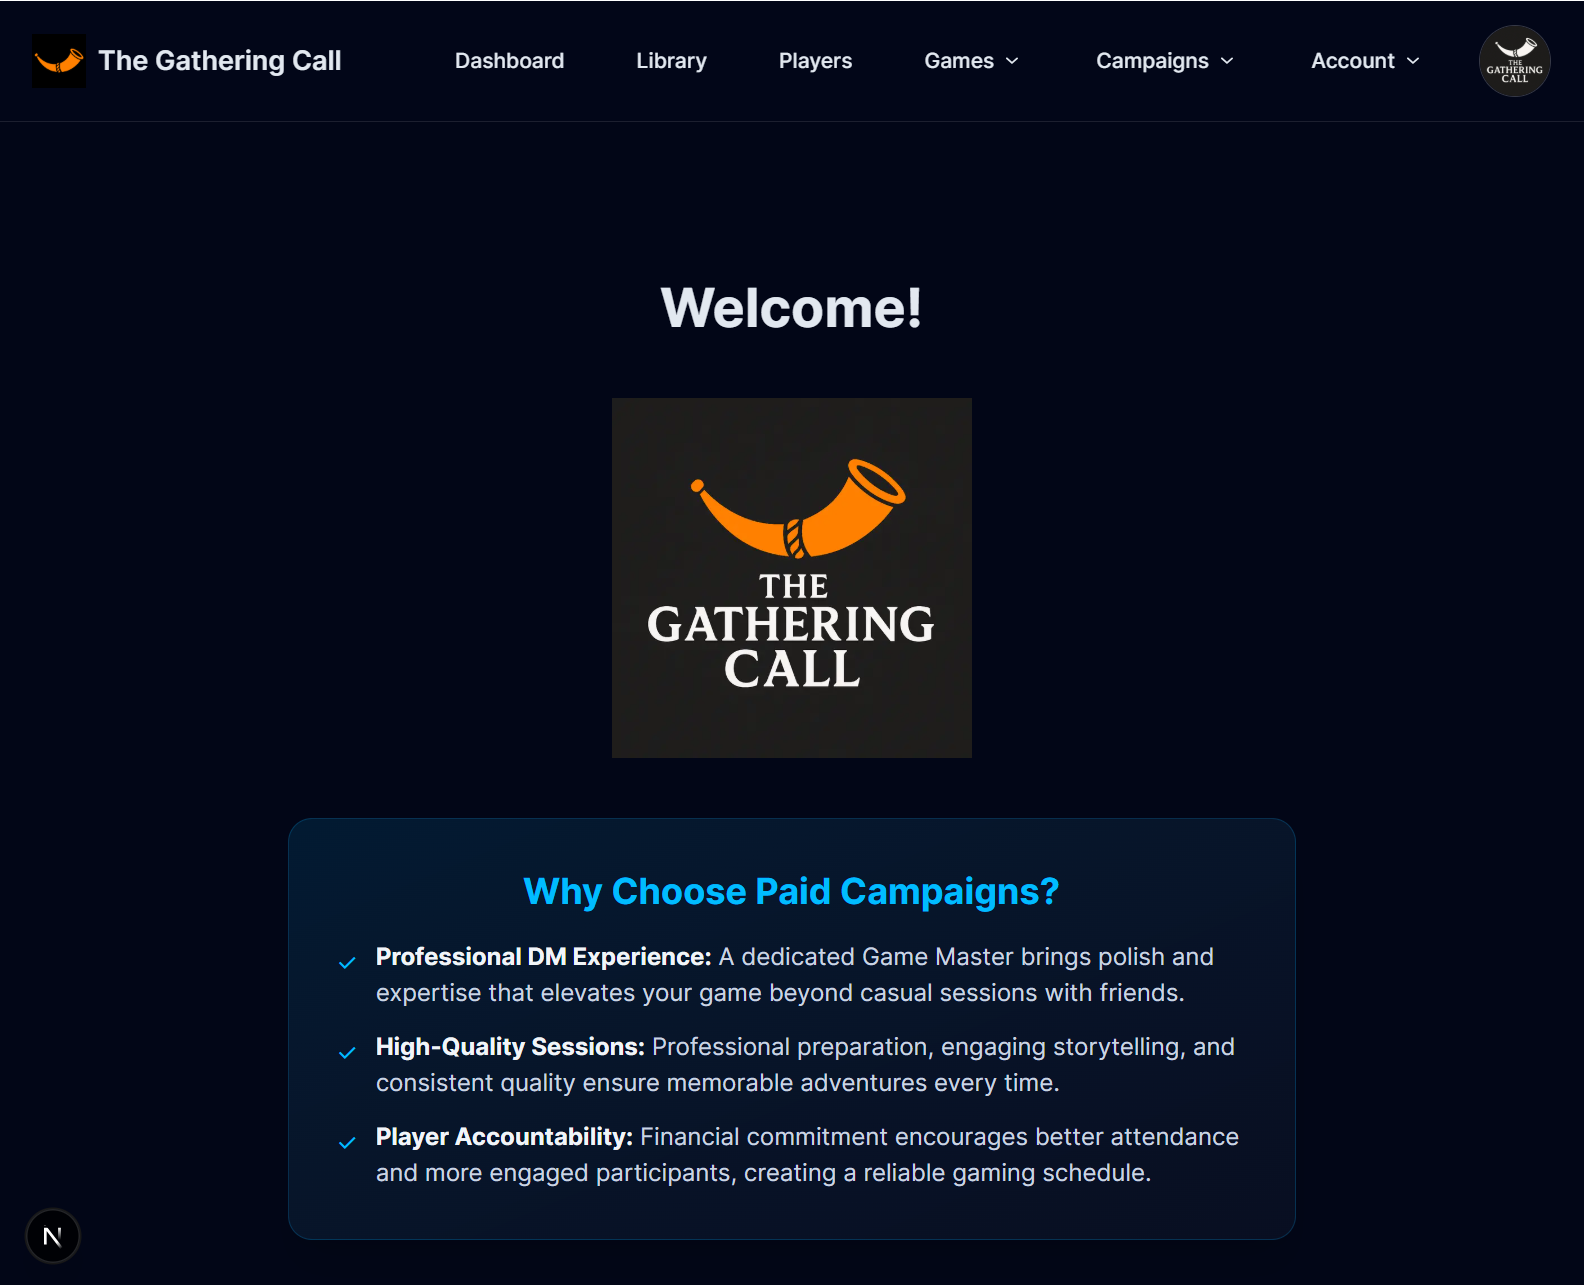 The Gathering Call
Dashboard
Library
Players
Games
Campaigns
Account
THE
GATHERING
CALL
Welcome!
THE
GATHERING
CALL
Why Choose Paid Campaigns?
Professional DM Experience: A dedicated Game Master brings polish and
expertise that elevates your game beyond casual sessions with friends.
High-Quality Sessions: Professional preparation, engaging storytelling, and
consistent quality ensure memorable adventures every time.
Player Accountability: Financial commitment encourages better attendance
and more engaged participants, creating a reliable gaming schedule.
N